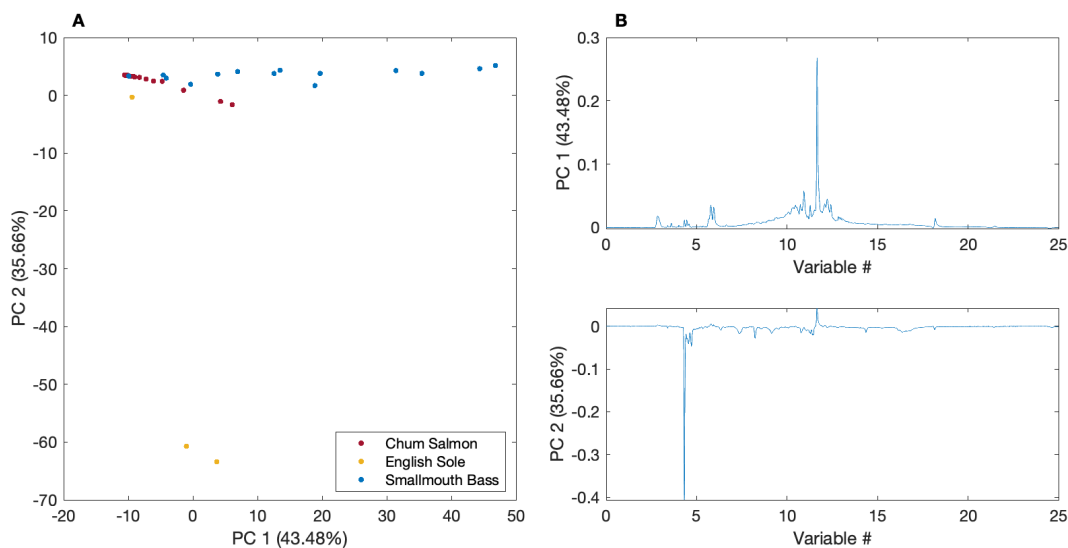 A
10
0
-10
-20
-30
-40
-50
-60
-70
PC 2 (35.66%)
-20 -10 0 10 20 30 40 50
PC 1 (43.48%)
Chum Salmon
English Sole
Smallmouth Bass
B
0.3
0.2
0.1
0
PC 1 (43.48%)
0 5 10 15 20 25
Variable #
0
-0.1
-0.2
-0.3
-0.4
PC 2 (35.66%)
0 5 10 15 20 25
Variable #